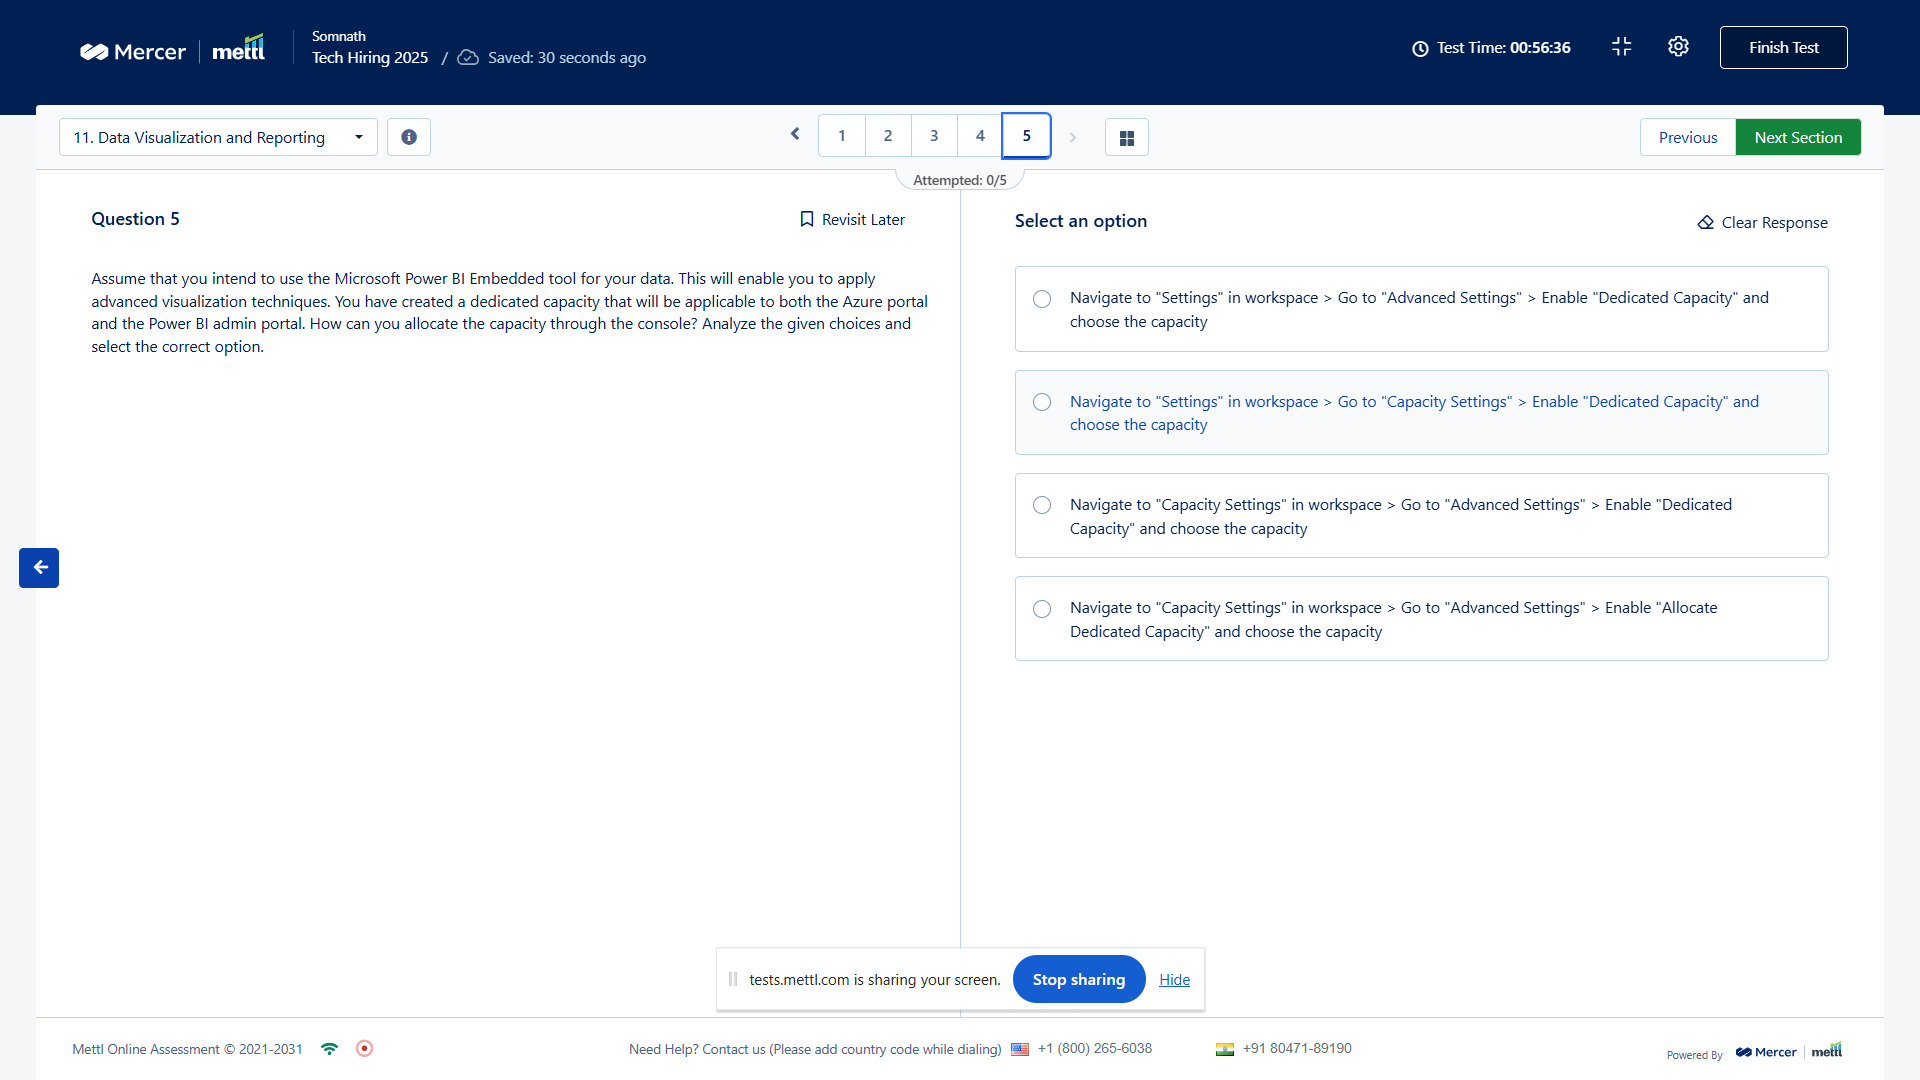 Mercer | mettl
Somnath
Tech Hiring 2025 / Saved: 30 seconds ago
Test Time: 00:56:36
Finish Test
11. Data Visualization and Reporting
1 2 3 4 5
Previous
Next Section
Attempted: 0/5
Question 5
Revisit Later
Assume that you intend to use the Microsoft Power BI Embedded tool for your data. This will enable you to apply
advanced visualization techniques. You have created a dedicated capacity that will be applicable to both the Azure portal
and the Power BI admin portal. How can you allocate the capacity through the console? Analyze the given choices and
select the correct option.
Select an option
Clear Response
Navigate to "Settings" in workspace > Go to "Advanced Settings" > Enable "Dedicated Capacity" and
choose the capacity
Navigate to "Settings" in workspace > Go to "Capacity Settings" > Enable "Dedicated Capacity" and
choose the capacity
Navigate to "Capacity Settings" in workspace > Go to "Advanced Settings" > Enable "Dedicated
Capacity" and choose the capacity
Navigate to "Capacity Settings" in workspace > Go to "Advanced Settings" > Enable "Allocate
Dedicated Capacity" and choose the capacity
tests.mettl.com is sharing your screen.
Stop sharing
Hide
Mettl Online Assessment © 2021-2031
Need Help? Contact us (Please add country code while dialing) +1 (800) 265-6038
+91 80471-89190
Powered By Mercer | mettl